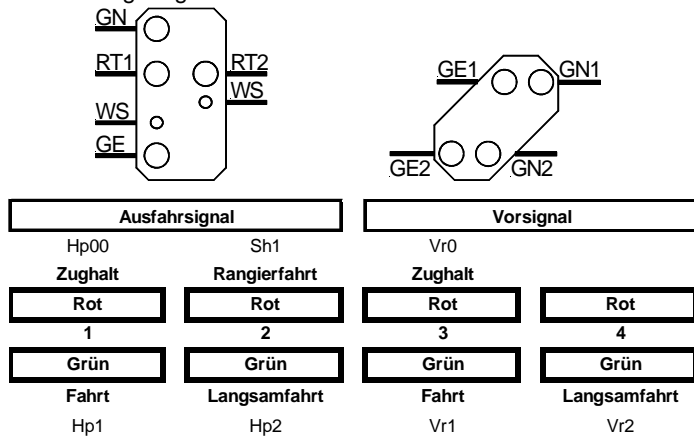 GN
RT1 RT2
WS
WS
GE
GE1 GN1
GE2 GN2
Ausfahrsignal Vorsignal
Hp00 Sh1 Vr0
Zughalt Rangierfahrt Zughalt
Rot Rot Rot Rot
1 2 3 4
Grün Grün Grün Grün
Fahrt Langsamfahrt Fahrt Langsamfahrt
Hp1 Hp2 Vr1 Vr2